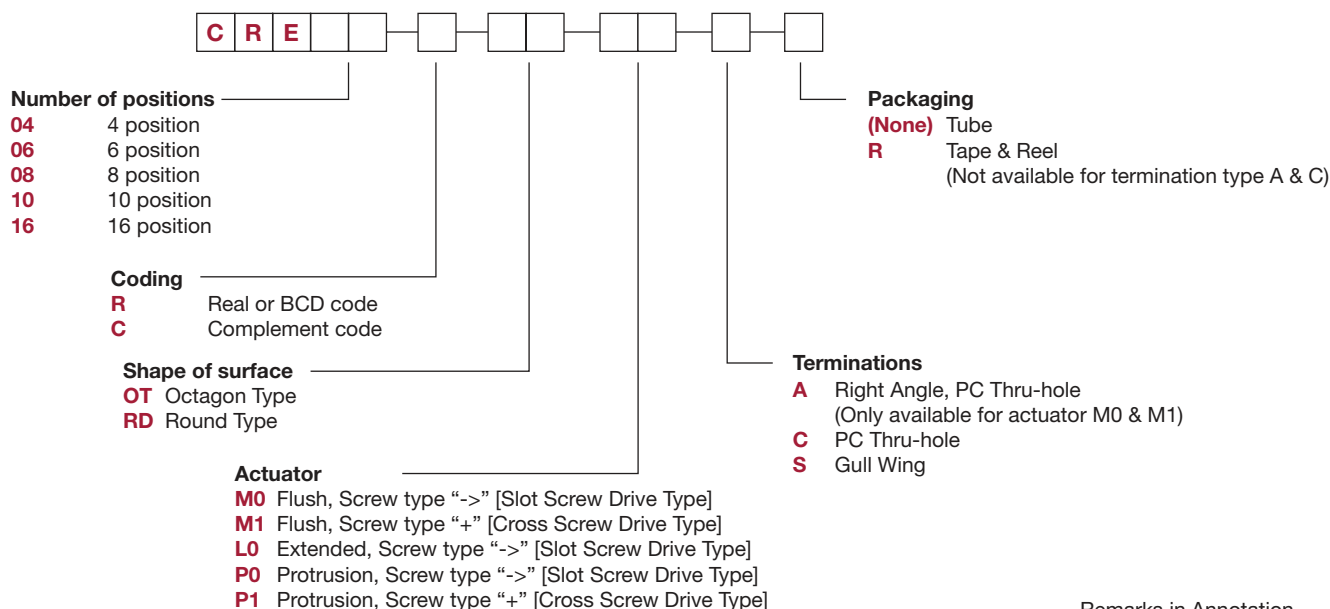 C R E
Number of positions
04 4 position
06 6 position
08 8 position
10 10 position
16 16 position
Coding
R Real or BCD code
C Complement code
Shape of surface
OT Octagon Type
RD Round Type
Actuator
M0 Flush, Screw type “->” [Slot Screw Drive Type]
M1 Flush, Screw type “+” [Cross Screw Drive Type]
L0 Extended, Screw type “->” [Slot Screw Drive Type]
P0 Protrusion, Screw type “->” [Slot Screw Drive Type]
P1 Protrusion, Screw type “+” [Cross Screw Drive Type]
Terminations
A Right Angle, PC Thru-hole
(Only available for actuator M0 & M1)
C PC Thru-hole
S Gull Wing
Packaging
(None) Tube
R Tape & Reel
(Not available for termination type A & C)
Remarks in Annotation